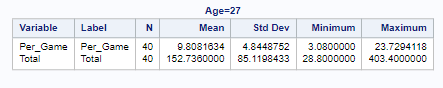 Age=27
Variable Label N Mean Std Dev Minimum Maximum
Per_Game Per_Game 40 9.8081634 4.8448752 3.0800000 23.7294118
Total Total 40 152.7360000 85.1198433 28.8000000 403.4000000